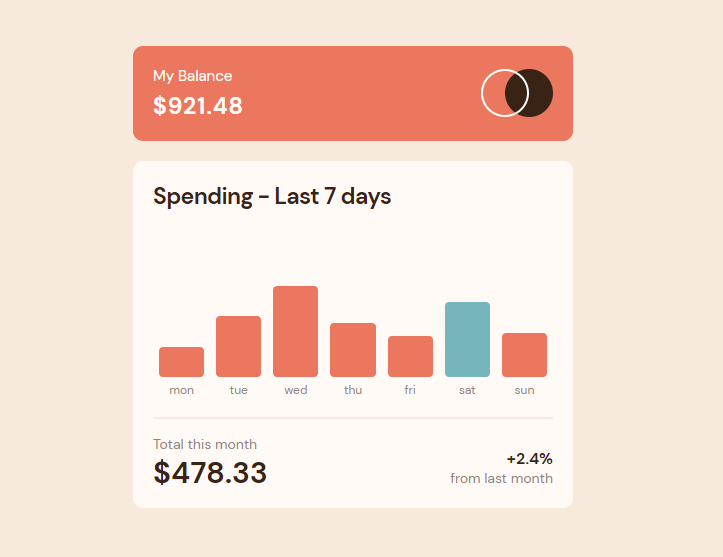 My Balance
$921.48
Spending - Last 7 days
mon tue wed thu fri sat sun
Total this month
$478.33
+2.4%
from last month